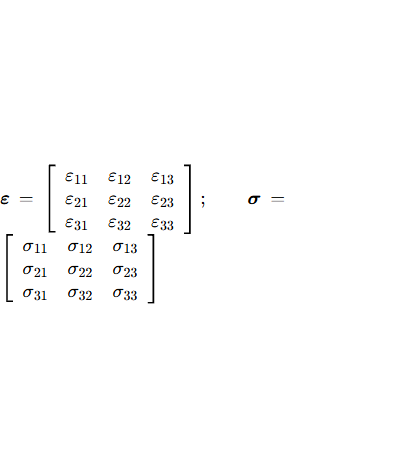 \boldsymbol{\varepsilon} = \begin{bmatrix} \varepsilon_{11} & \varepsilon_{12} & \varepsilon_{13} \\ \varepsilon_{21} & \varepsilon_{22} & \varepsilon_{23} \\ \varepsilon_{31} & \varepsilon_{32} & \varepsilon_{33} \end{bmatrix} ; \qquad \boldsymbol{\sigma} =
\begin{bmatrix} \sigma_{11} & \sigma_{12} & \sigma_{13} \\ \sigma_{21} & \sigma_{22} & \sigma_{23} \\ \sigma_{31} & \sigma_{32} & \sigma_{33} \end{bmatrix}